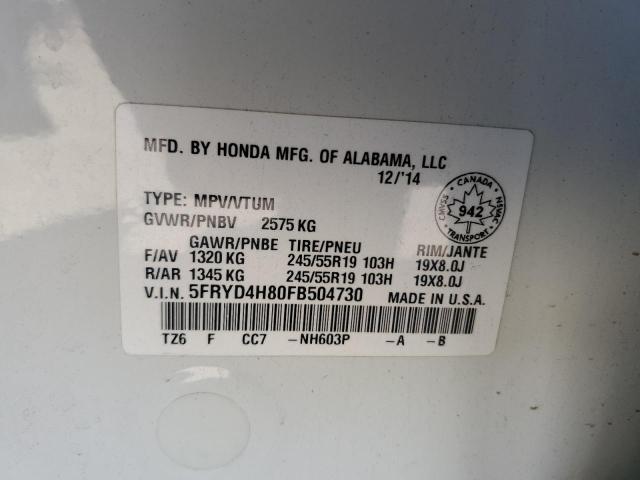 MFD. BY HONDA MFG. OF ALABAMA, LLC
12/'14
TYPE: MPV/VTUM
GVWR/PNBV 2575 KG
GAWR/PNBE TIRE/PNEU RIM/JANTE
F/AV 1320 KG 245/55R19 103H 19X8.0J
R/AR 1345 KG 245/55R19 103H 19X8.0J
V.I.N. 5FRYD4H80FB504730 MADE IN U.S.A.
TZ6 F CC7 -NH603P -A -B
CANADA
CMVSS 942 NSVAC
TRANSPORT